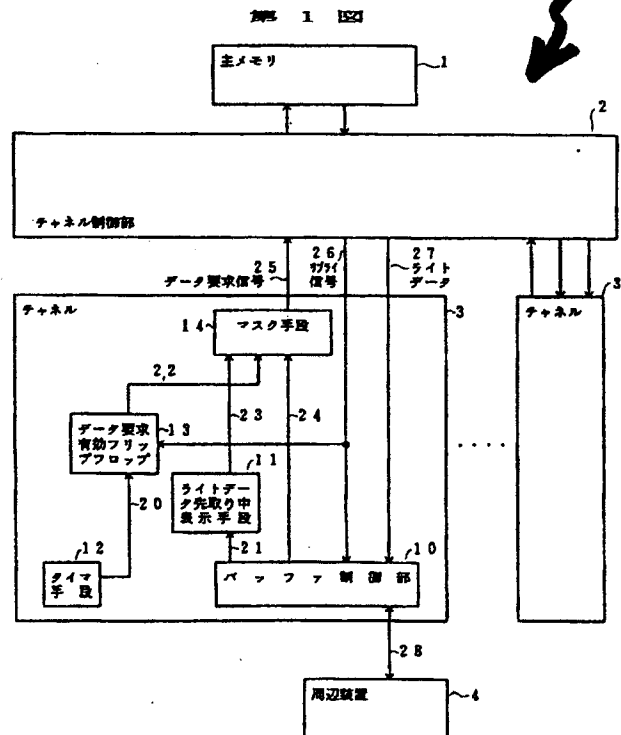 第 1 図
主メモリ
1
2
チャネル制御部
25
データ要求信号
26
リプライ
信号
27
ライト
データ
チャネル
3
チャネル
3
14
マスク手段
2,2
23
24
データ要求
有効フリッ
プフロップ
13
11
ライトデー
タ先取り中
表示手段
20
12
タイマ
手段
21
10
バッファ制御部
28
周辺装置
4